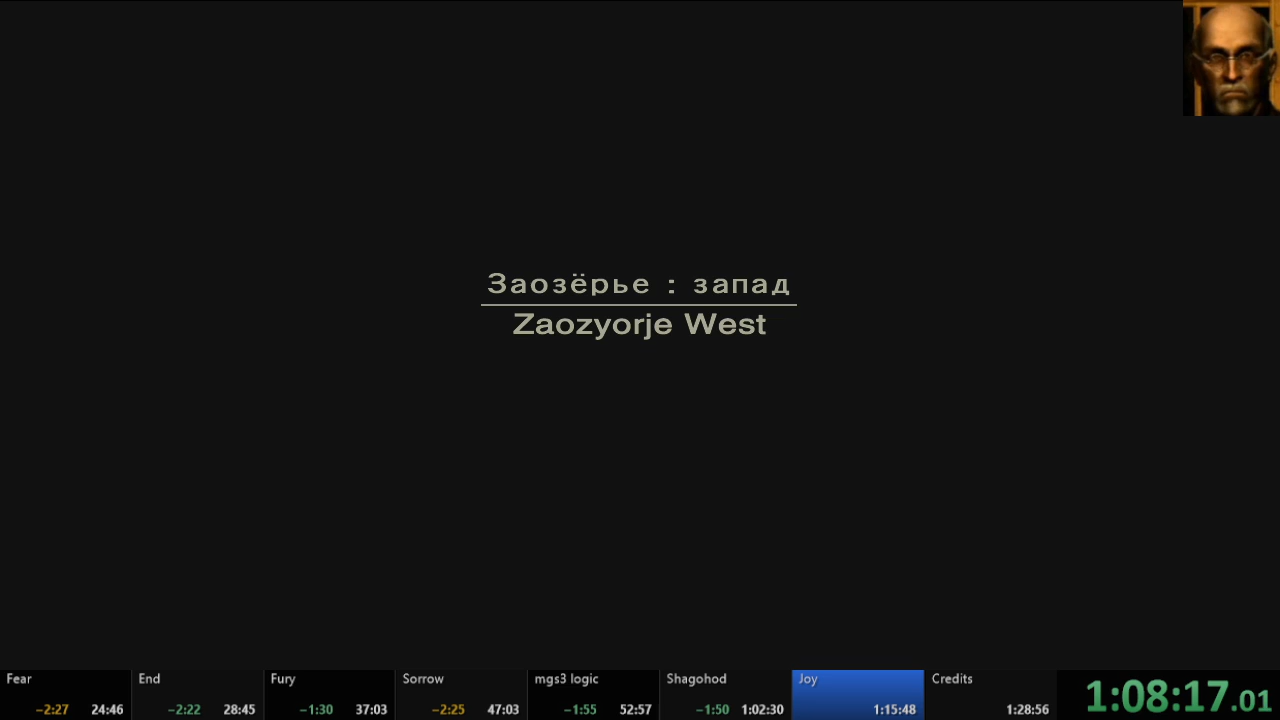 Заозёрье : запад
Zaozyorje West
Fear
−2:27 24:46
End
−2:22 28:45
Fury
−1:30 37:03
Sorrow
−2:25 47:03
mgs3 logic
−1:55 52:57
Shagohod
−1:50 1:02:30
Joy
1:15:48
Credits
1:28:56
1:08:17.01